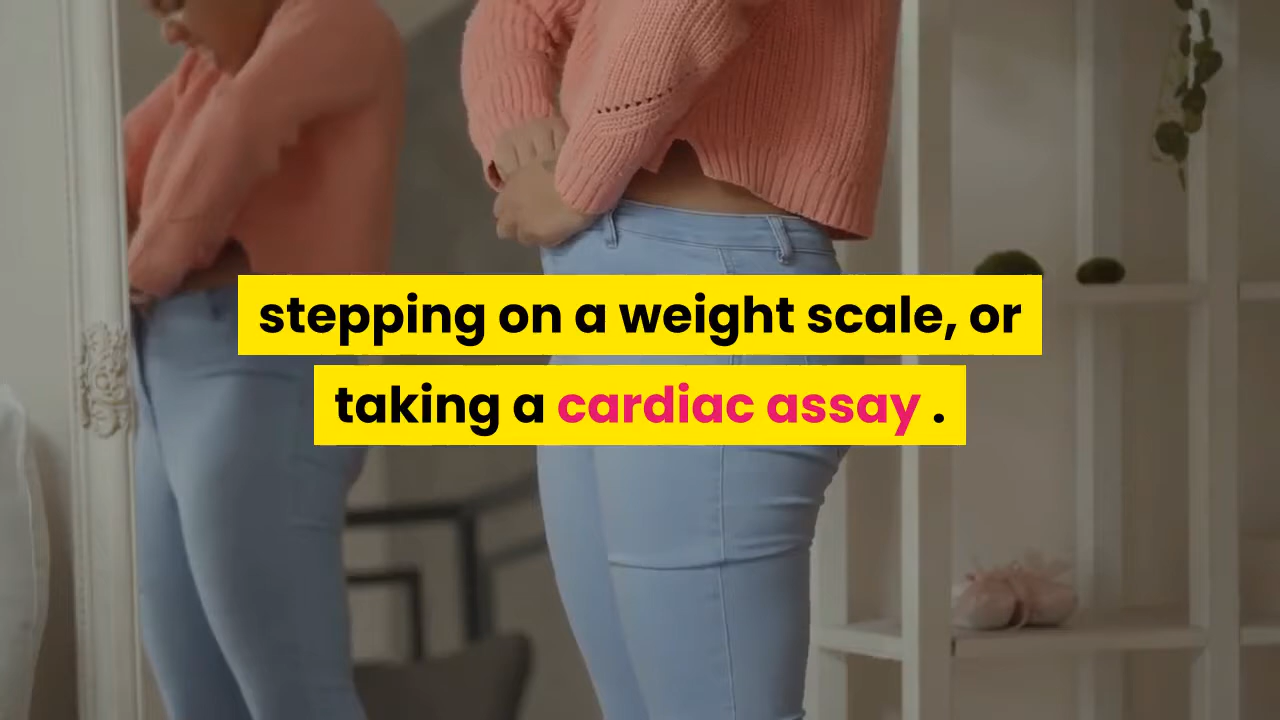 stepping on a weight scale, or
taking a cardiac assay .